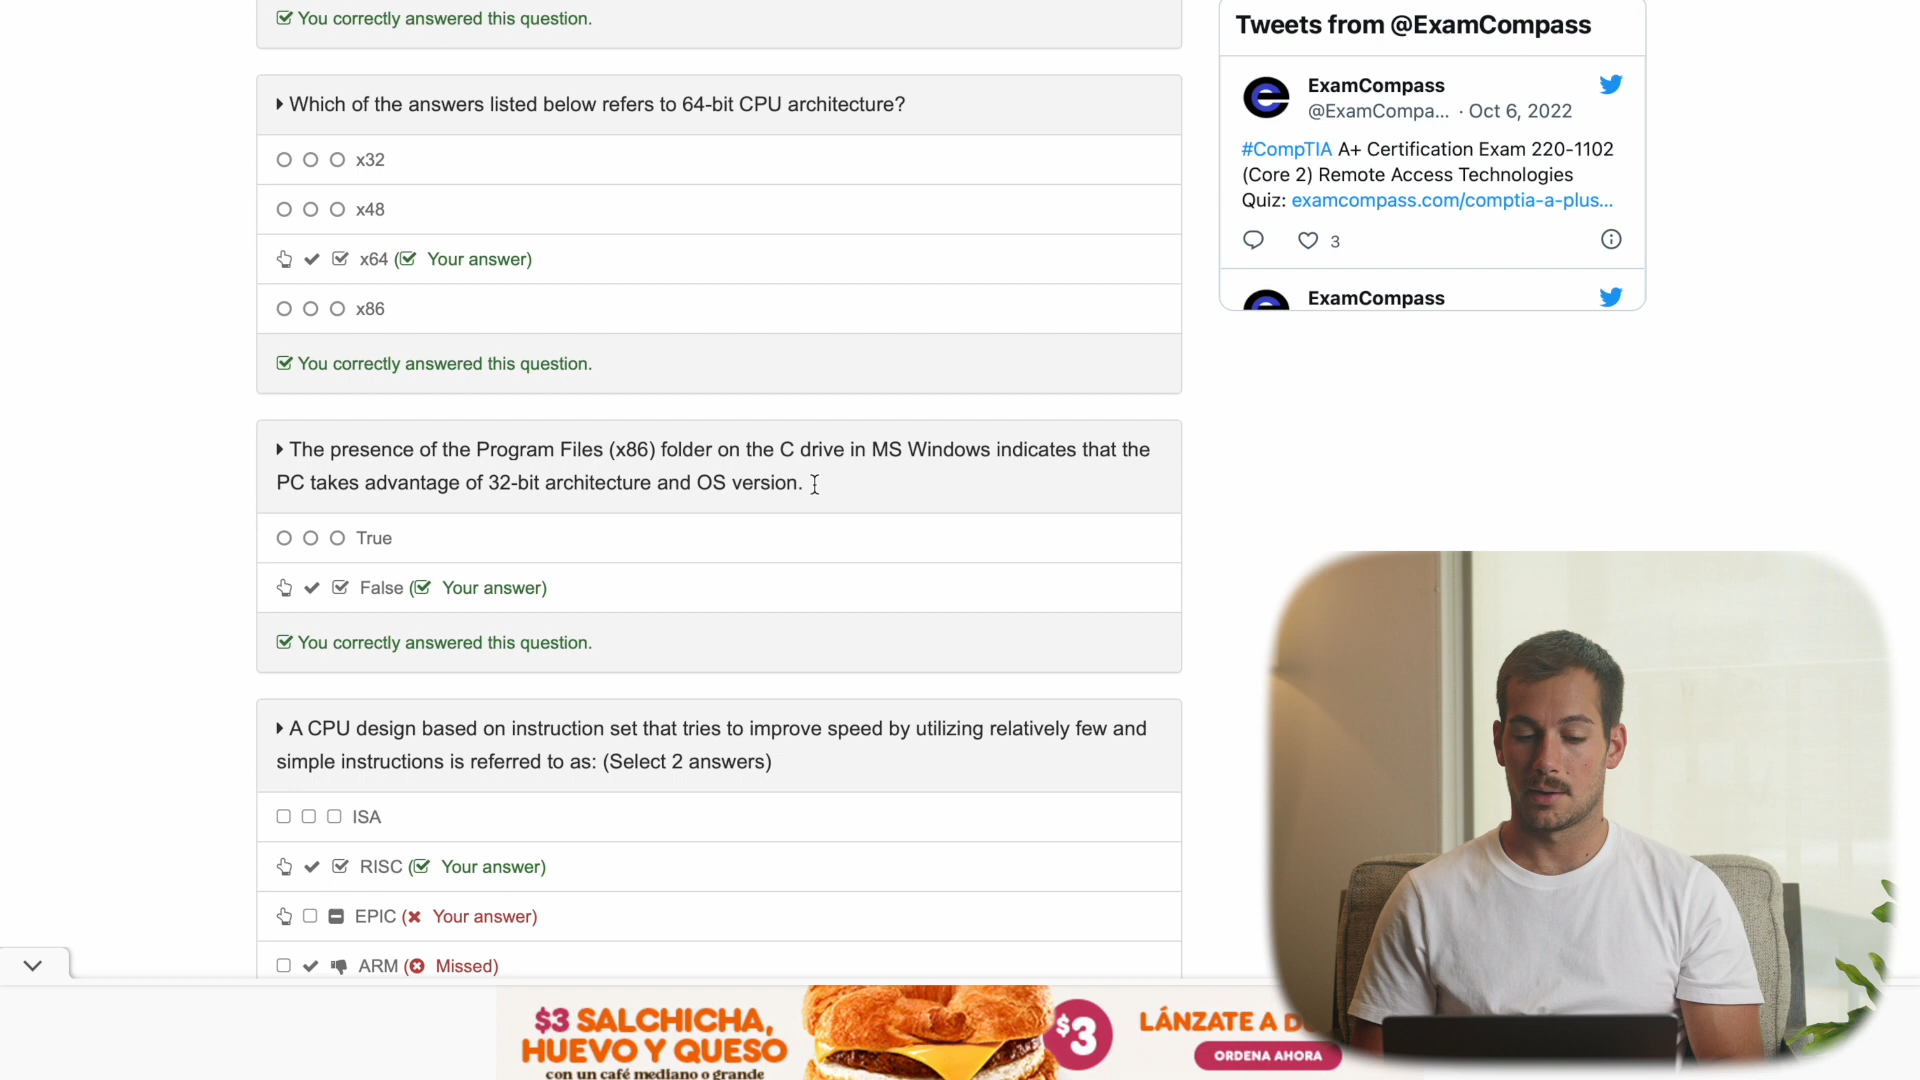 You correctly answered this question.
Which of the answers listed below refers to 64-bit CPU architecture?
x32
x48
x64 ( Your answer)
x86
You correctly answered this question.
The presence of the Program Files (x86) folder on the C drive in MS Windows indicates that the
PC takes advantage of 32-bit architecture and OS version.
True
False ( Your answer)
You correctly answered this question.
A CPU design based on instruction set that tries to improve speed by utilizing relatively few and
simple instructions is referred to as: (Select 2 answers)
ISA
RISC ( Your answer)
EPIC ( Your answer)
ARM ( Missed)
Tweets from @ExamCompass
ExamCompass
@ExamCompa... · Oct 6, 2022
#CompTIA A+ Certification Exam 220-1102
(Core 2) Remote Access Technologies
Quiz: examcompass.com/comptia-a-plus...
3
ExamCompass
$3 SALCHICHA,
HUEVO Y QUESO
con un café mediano o grande
$3
LÁNZATE A D
ORDENA AHORA